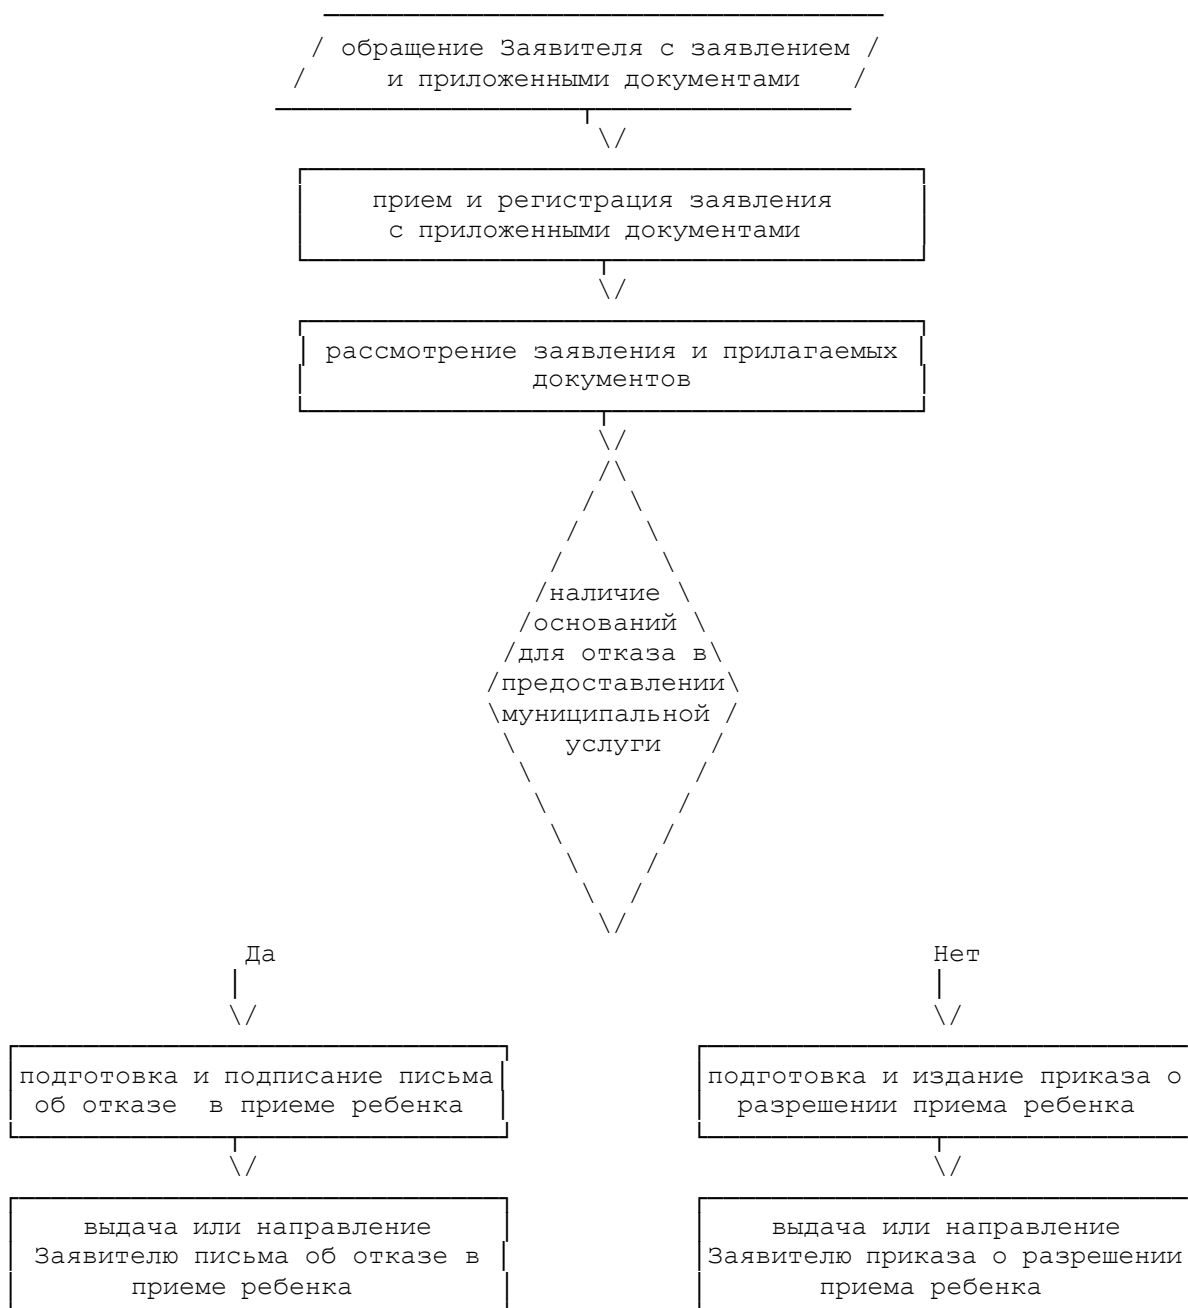 обращение Заявителя с заявлением
и приложенными документами
прием и регистрация заявления
с приложенными документами
рассмотрение заявления и прилагаемых
документов
наличие
оснований
для отказа в
предоставлении
муниципальной
услуги
Да
Нет
подготовка и подписание письма
об отказе в приеме ребенка
подготовка и издание приказа о
разрешении приема ребенка
выдача или направление
Заявителю письма об отказе в
приеме ребенка
выдача или направление
Заявителю приказа о разрешении
приема ребенка